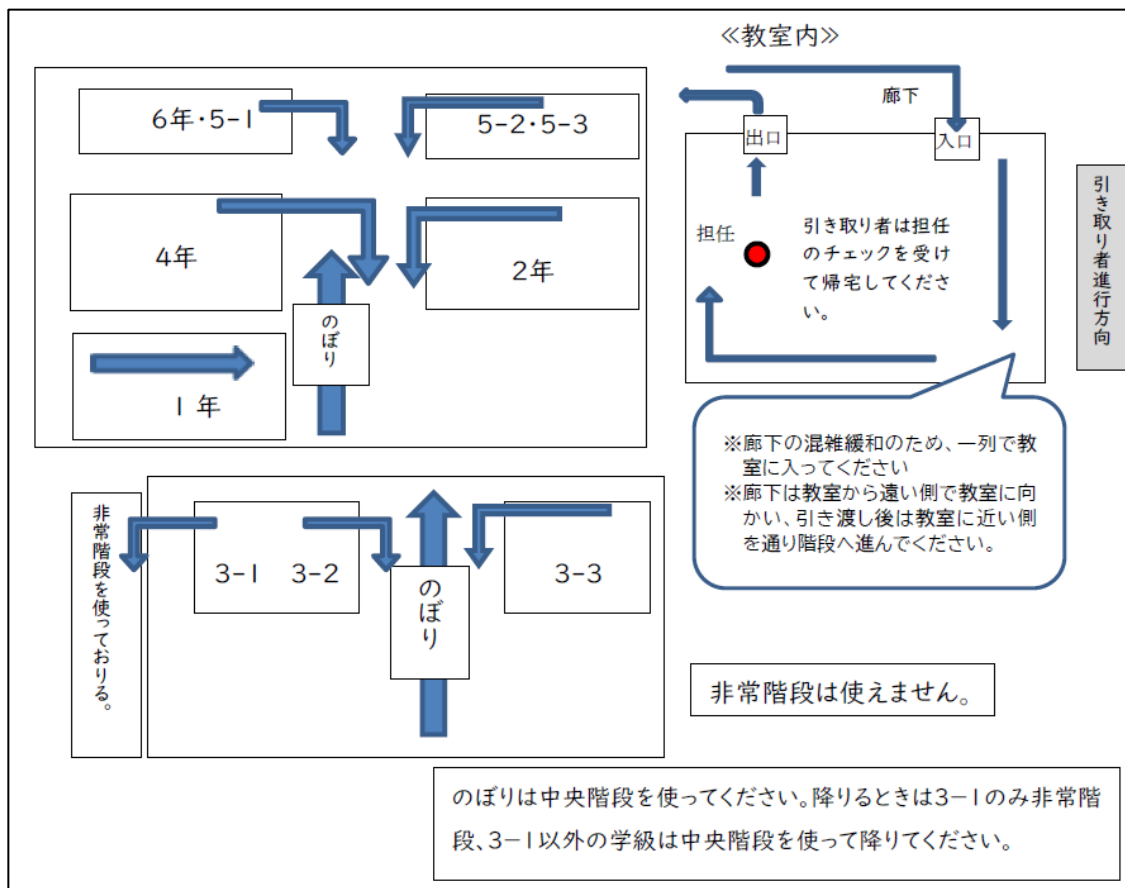 ≪教室内≫
6年・5-1
5-2・5-3
4年
2年
のぼり
1年
廊下
出口
入口
担任
引き取り者は担任
のチェックを受け
て帰宅してくださ
い。
引き取り者進行方向
※廊下の混雑緩和のため、一列で教
室に入ってください
※廊下は教室から遠い側で教室に向
かい、引き渡し後は教室に近い側
を通り階段へ進んでください。
非常階段を使っておりる。
3-1 3-2
のぼり
3-3
非常階段は使えません。
のぼりは中央階段を使ってください。降りるときは3-1のみ非常階
段、3-1以外の学級は中央階段を使って降りてください。